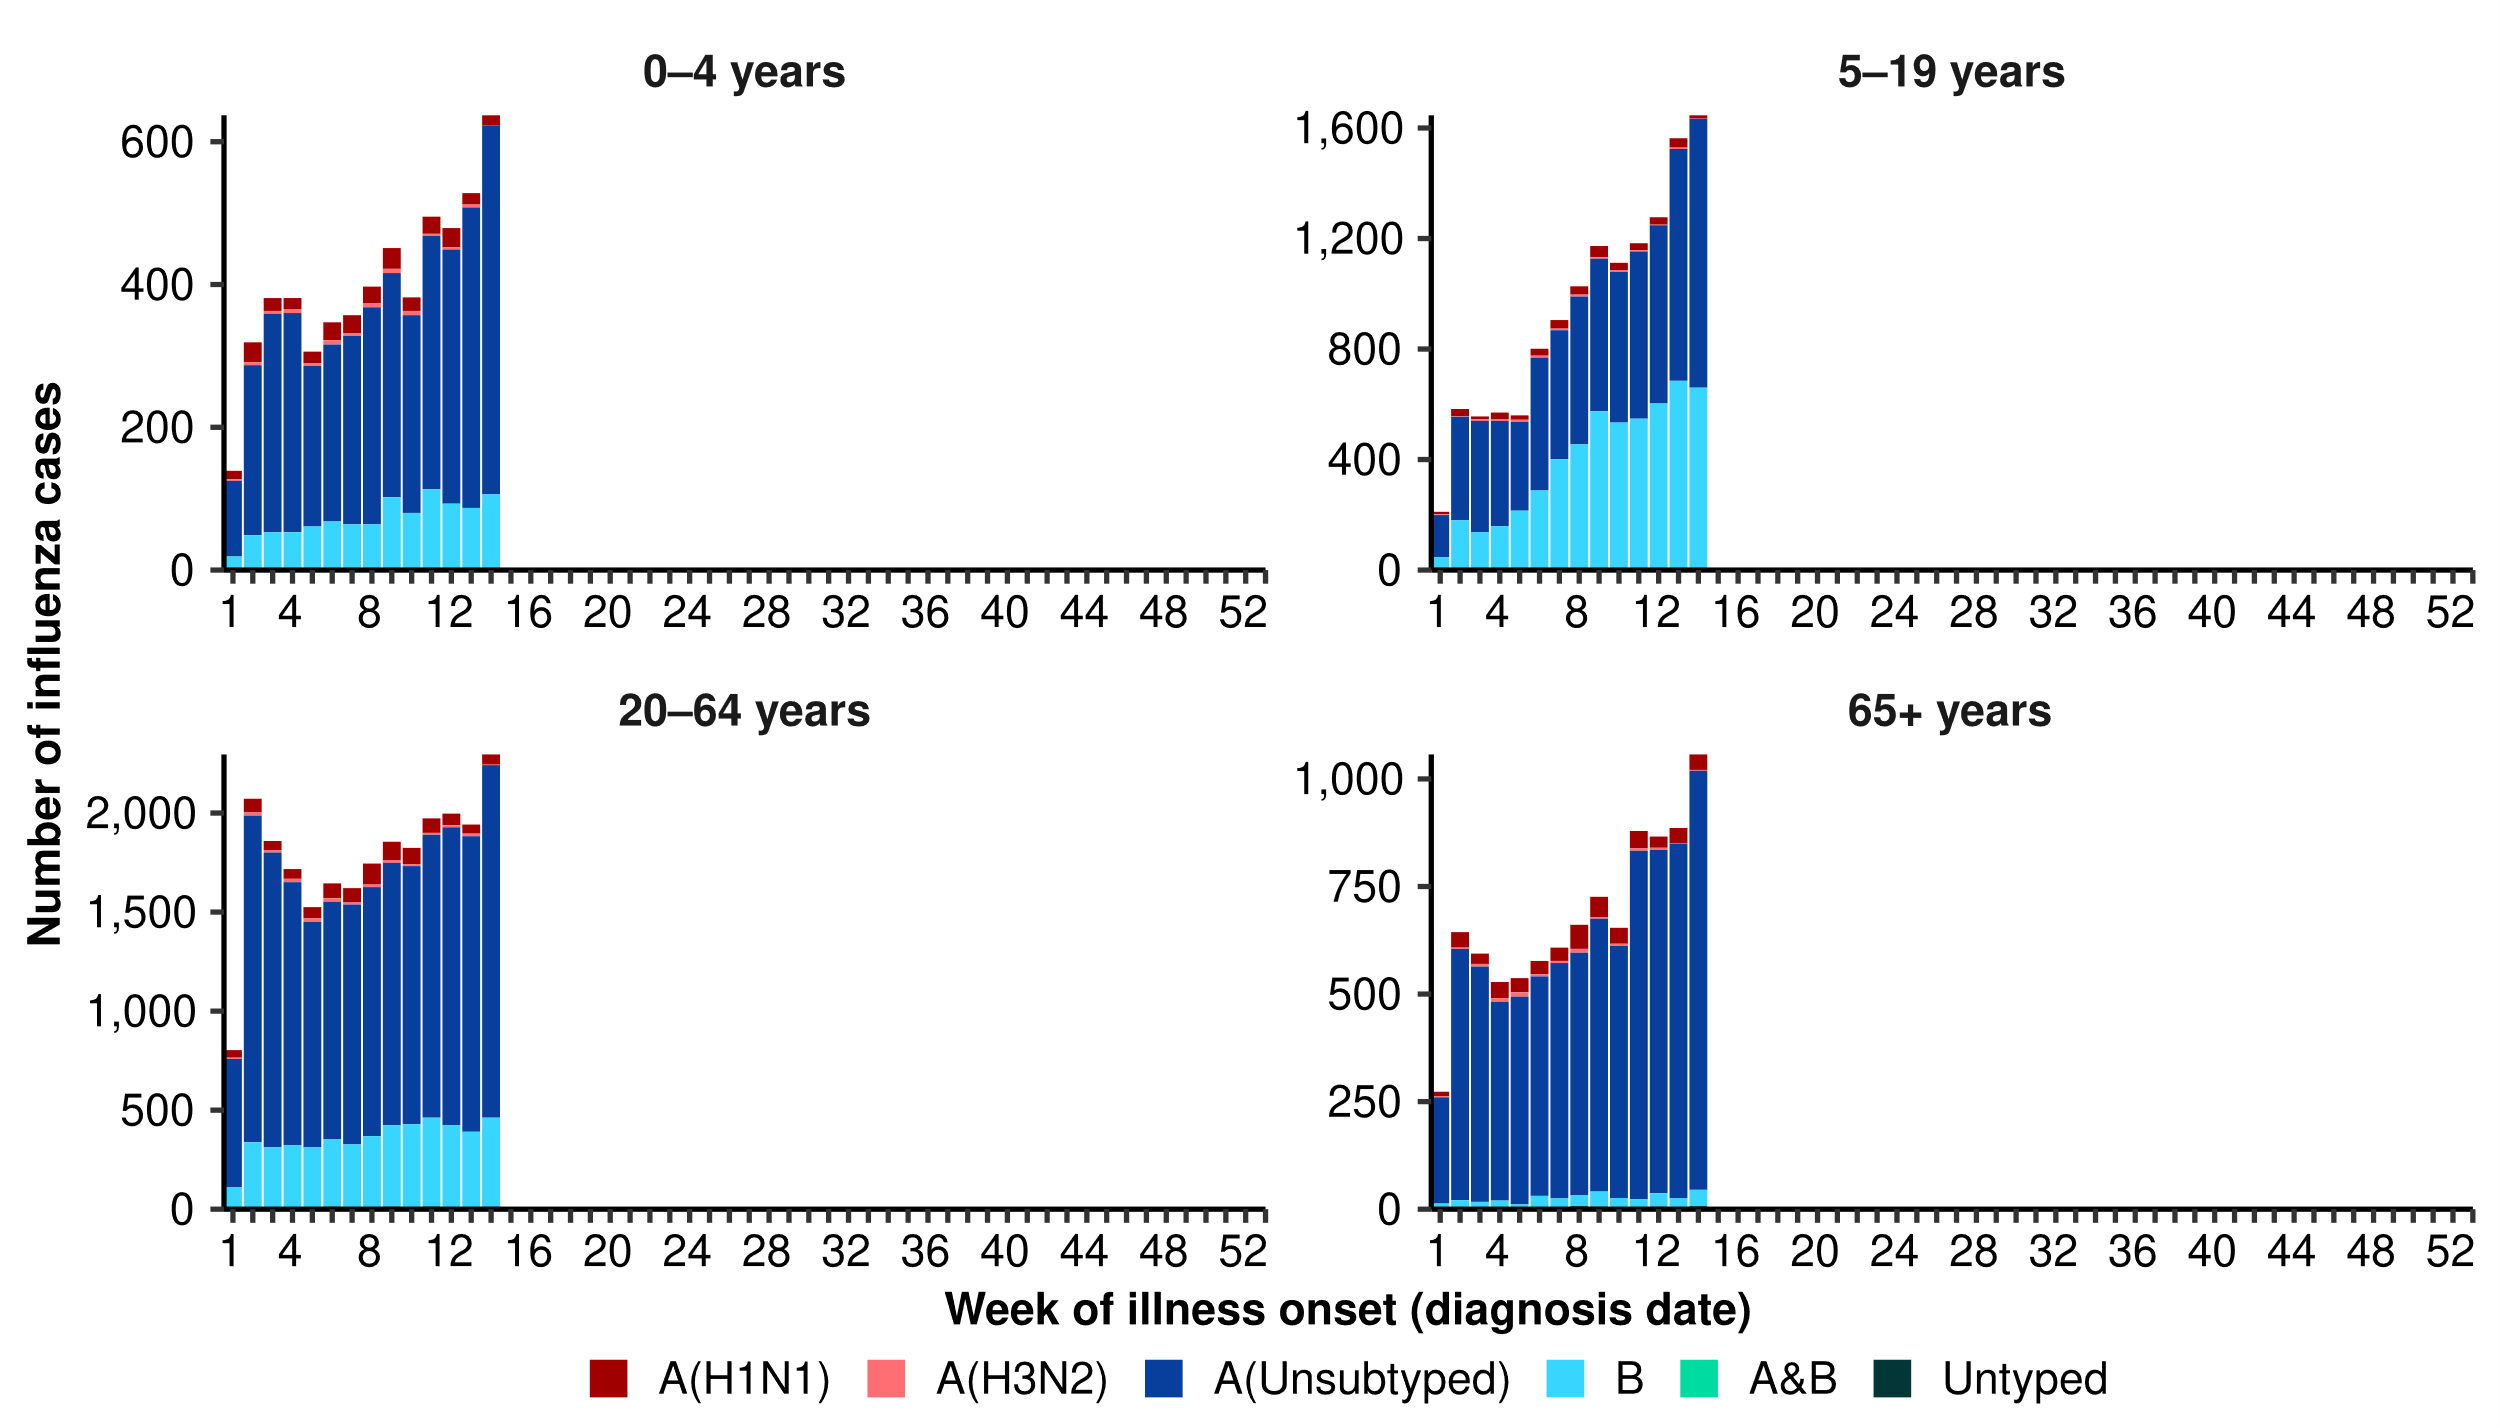 0–4 years
5–19 years
600
400
200
0
1 4 8 12 16 20 24 28 32 36 40 44 48 52
1,600
1,200
800
400
0
1 4 8 12 16 20 24 28 32 36 40 44 48 52
Number of influenza cases
20–64 years
65+ years
2,000
1,500
1,000
500
0
1 4 8 12 16 20 24 28 32 36 40 44 48 52
1,000
750
500
250
0
1 4 8 12 16 20 24 28 32 36 40 44 48 52
Week of illness onset (diagnosis date)
A(H1N1) A(H3N2) A(Unsubtyped) B A&B Untyped